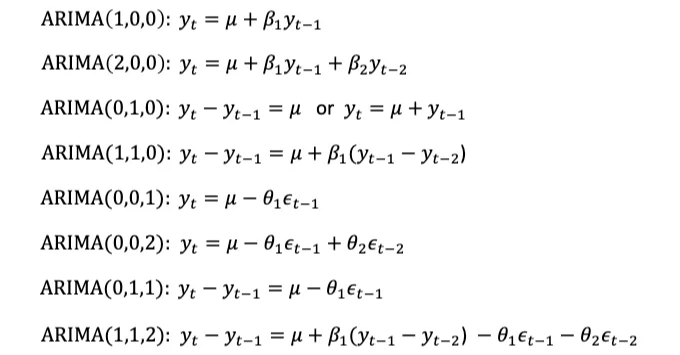 ARIMA(1,0,0): yₜ = μ + β₁yₜ₋₁
ARIMA(2,0,0): yₜ = μ + β₁yₜ₋₁ + β₂yₜ₋₂
ARIMA(0,1,0): yₜ − yₜ₋₁ = μ or yₜ = μ + yₜ₋₁
ARIMA(1,1,0): yₜ − yₜ₋₁ = μ + β₁(yₜ₋₁ − yₜ₋₂)
ARIMA(0,0,1): yₜ = μ − θ₁ϵₜ₋₁
ARIMA(0,0,2): yₜ = μ − θ₁ϵₜ₋₁ + θ₂ϵₜ₋₂
ARIMA(0,1,1): yₜ − yₜ₋₁ = μ − θ₁ϵₜ₋₁
ARIMA(1,1,2): yₜ − yₜ₋₁ = μ + β₁(yₜ₋₁ − yₜ₋₂) − θ₁ϵₜ₋₁ − θ₂ϵₜ₋₂